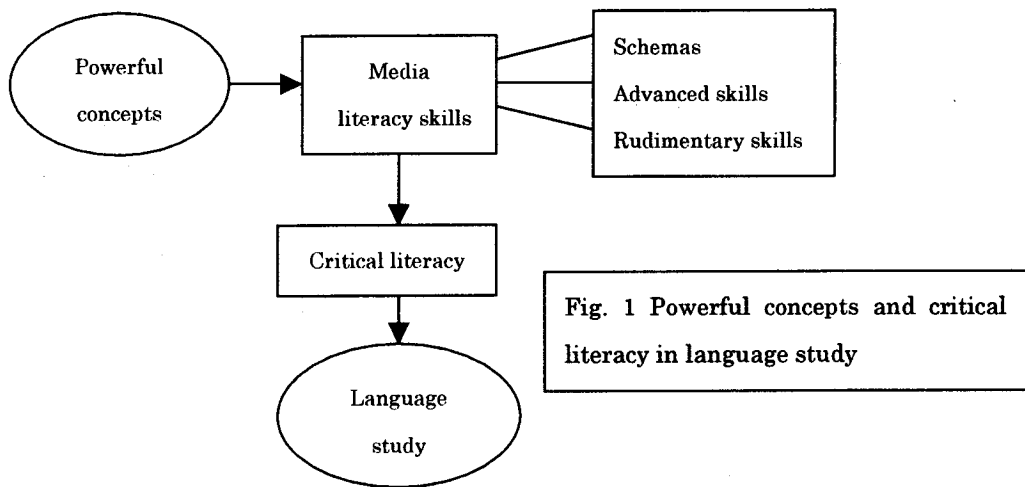 Powerful
concepts
Media
literacy skills
Schemas
Advanced skills
Rudimentary skills
Critical literacy
Language
study
Fig. 1 Powerful concepts and critical
literacy in language study